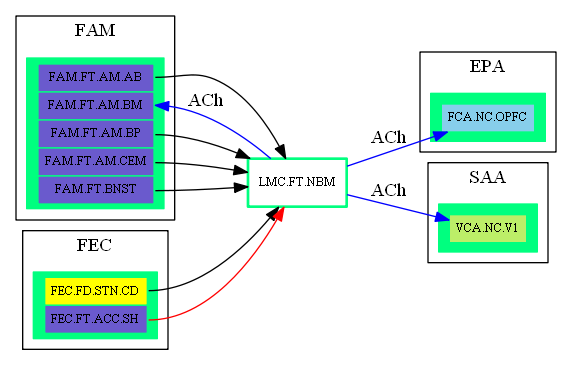 FAM
FAM.FT.AM.AB
FAM.FT.AM.BM
FAM.FT.AM.BP
FAM.FT.AM.CEM
FAM.FT.BNST
FEC
FEC.FD.STN.CD
FEC.FT.ACC.SH
ACh
LMC.FT.NBM
ACh
ACh
EPA
FCA.NC.OPFC
SAA
VCA.NC.V1